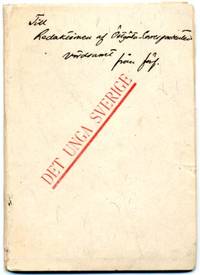 Till
Redaktionen af Östgöta Correspondenten
vördsamt
från förf.
DET UNGA SVERIGE